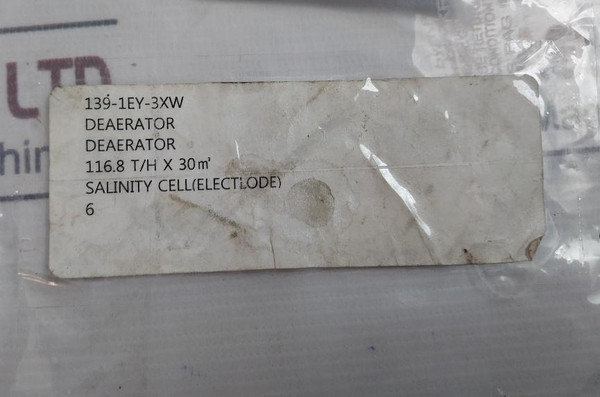 LTD
139-1EY-3XW
DEAERATOR
DEAERATOR
116.8 T/H X 30㎥
SALINITY CELL(ELECTLODE)
6